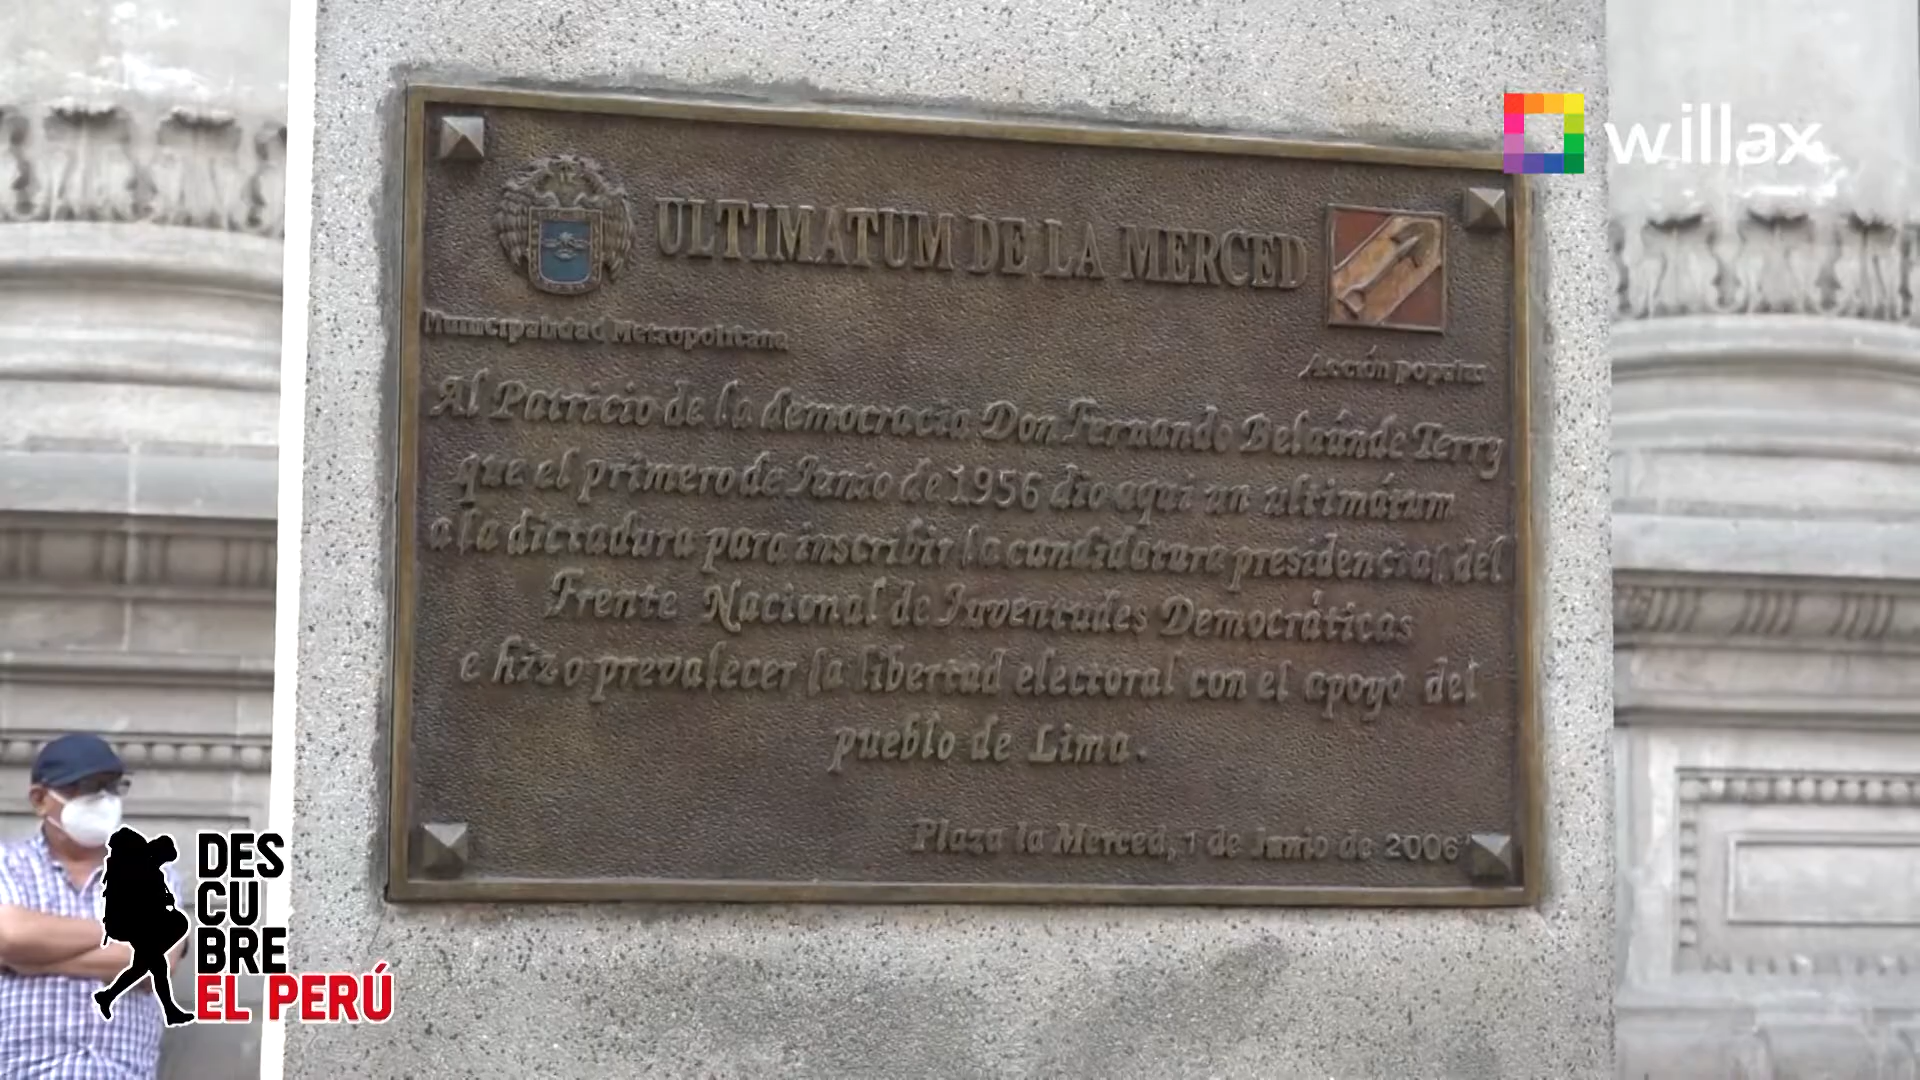 willax
ULTIMATUM DE LA MERCED
Municipalidad Metropolitana
Acción popular
Al Patricio de la democracia Don Fernando Belaúnde Terry
que el primero de Junio de 1956 dio aqui un ultimátum
a la dictadura para inscribir la candidatura presidencial del
Frente Nacional de Juventudes Democráticas
e hizo prevalecer la libertad electoral con el apoyo del
pueblo de Lima.
Plaza la Merced, 1 de Junio de 2006
DES
CU
BRE
EL PERÚ